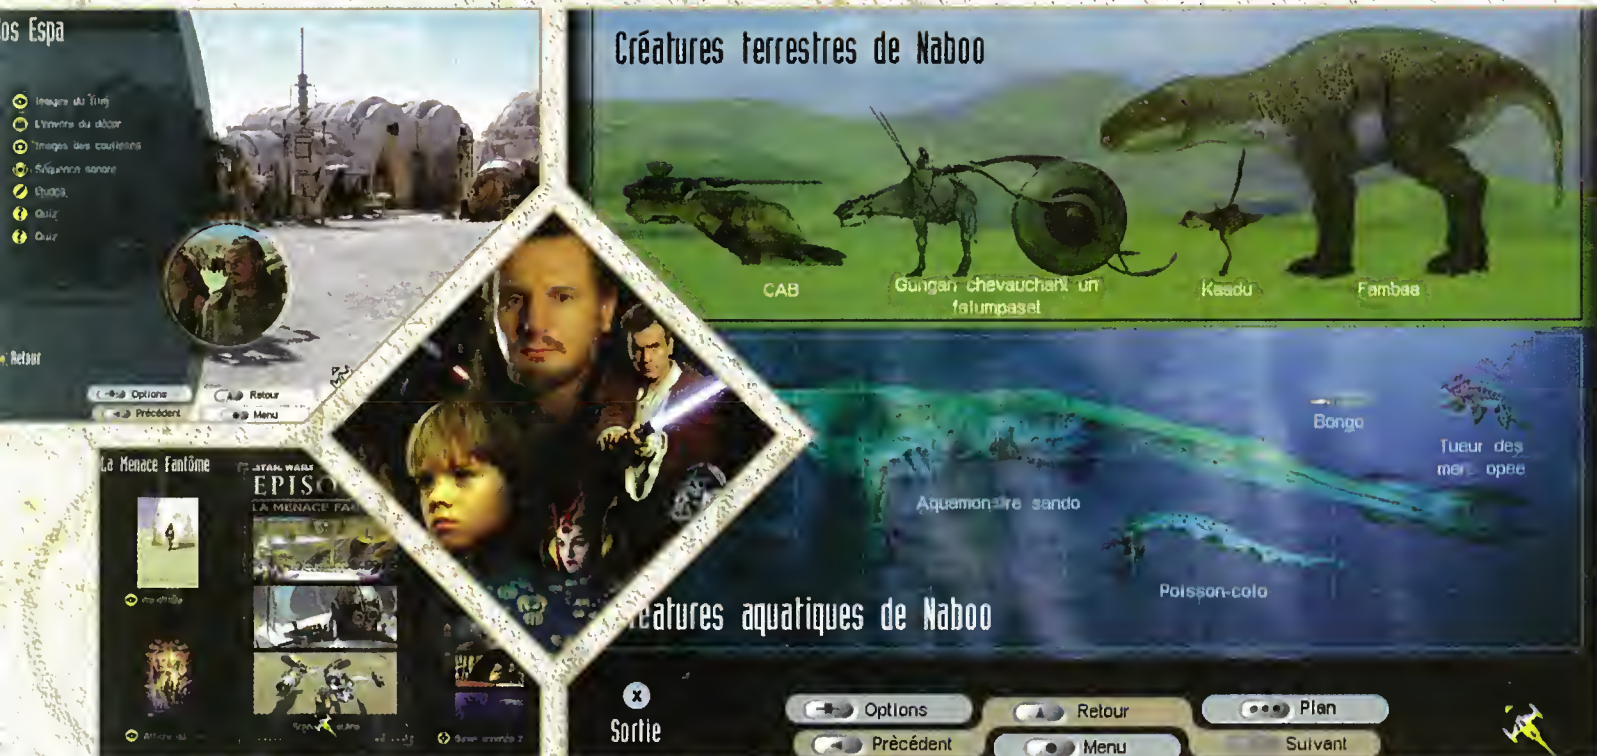 os Espa
Images du film
L'envers du décor
Images des coulisses
Séquence sonore
Etudes
Quiz
Quiz
Retour
Options
Retour
Précédent
Menu
Créatures terrestres de Naboo
CAB
Gungan chevauchant un
falumpaset
Kaadu
Fambaa
Bongo
Tueur des
mers opee
Aquamonstre sando
Poisson-colo
éatures aquatiques de Naboo
La Menace Fantôme
STAR WARS
EPISO
LA MENACE FA
Sortie
Options
Retour
Plan
Précédent
Menu
Suivant